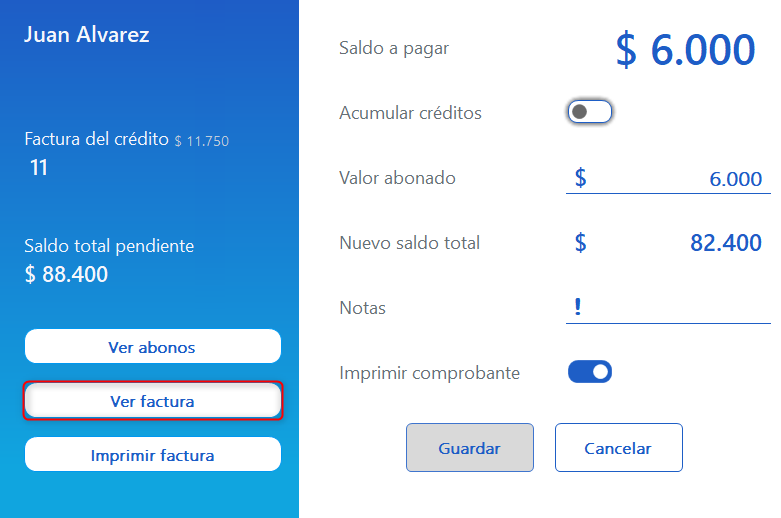 Juan Alvarez
Factura del crédito $ 11.750
11
Saldo total pendiente
$ 88.400
Ver abonos
Ver factura
Imprimir factura
Saldo a pagar $ 6.000
Acumular créditos
Valor abonado $ 6.000
Nuevo saldo total $ 82.400
Notas !
Imprimir comprobante
Guardar Cancelar